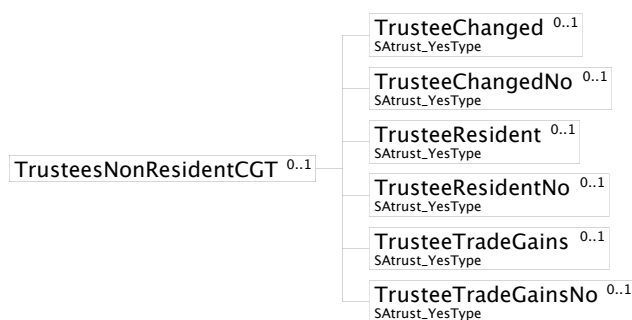 TrusteeChanged 0..1
SAtrust_YesType
TrusteeChangedNo 0..1
SAtrust_YesType
TrusteeResident 0..1
SAtrust_YesType
TrusteesNonResidentCGT 0..1
TrusteeResidentNo 0..1
SAtrust_YesType
TrusteeTradeGains 0..1
SAtrust_YesType
TrusteeTradeGainsNo 0..1
SAtrust_YesType